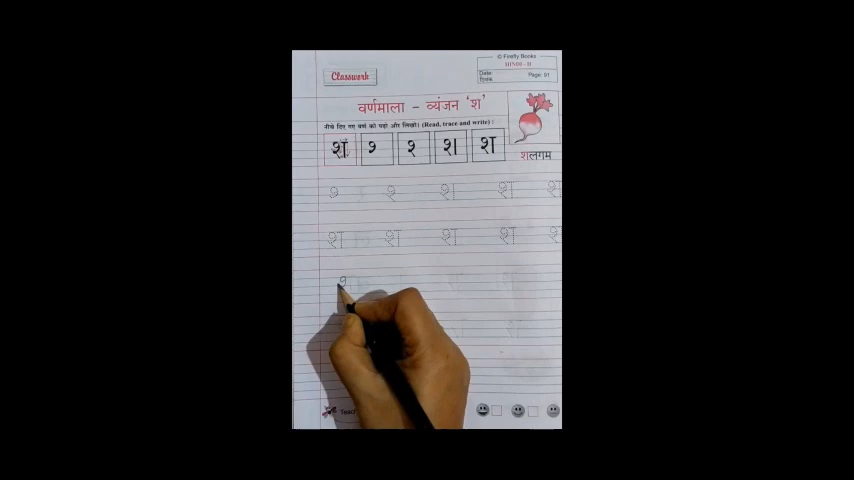 © Firefly Books
HINDI - II
Classwork
Date:
दिनांक
Page: 91
वर्णमाला – व्यंजन ‘श’
नीचे दिए गए वर्ण को पढ़ो और लिखो। (Read, trace and write) :
श श श
शलगम
श श श
श श श श
Teac